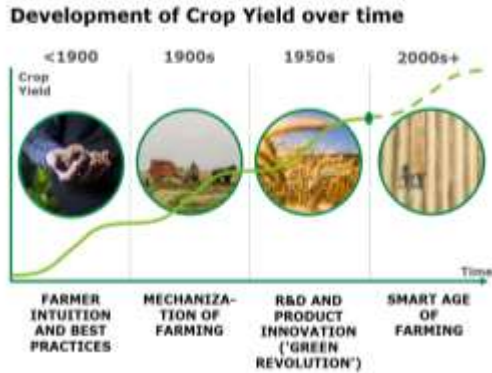 Development of Crop Yield over time
<1900 1900s 1950s 2000s+
Crop
Yield
Time
FARMER
INTUITION
AND BEST
PRACTICES
MECHANIZA-
TION OF
FARMING
R&D AND
PRODUCT
INNOVATION
('GREEN
REVOLUTION')
SMART AGE
OF
FARMING